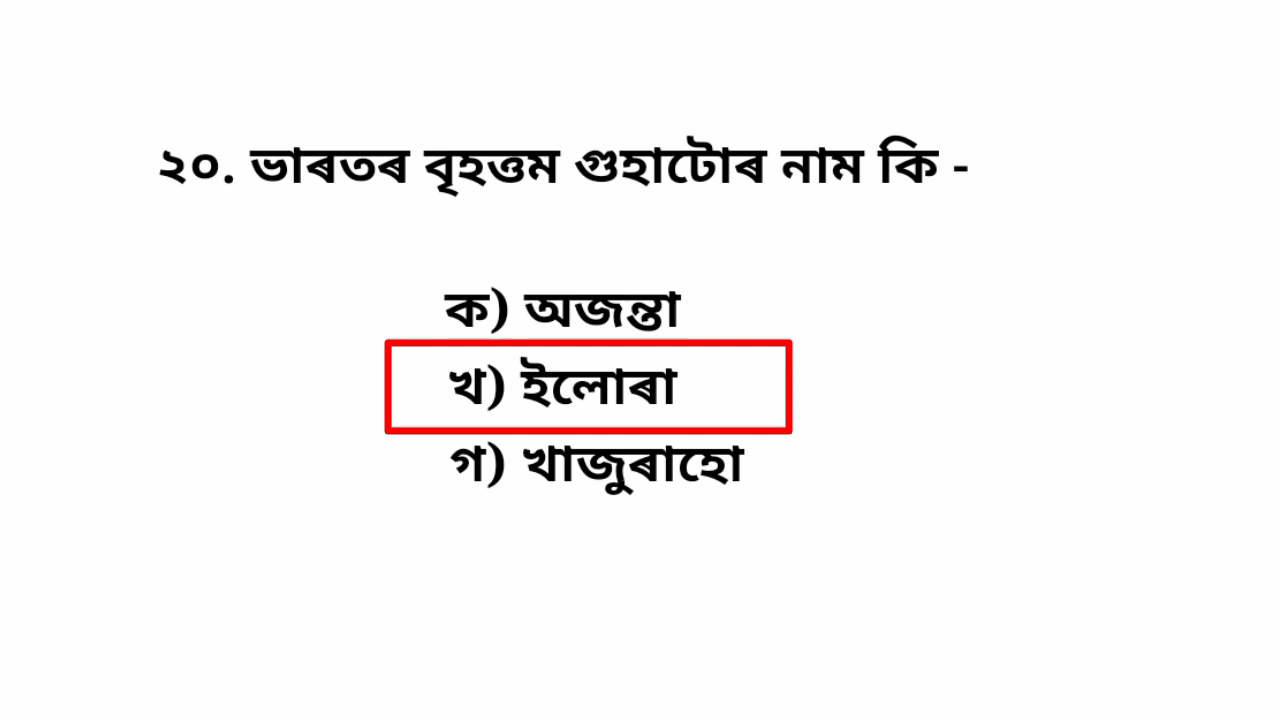 ২০. ভাৰতৰ বৃহত্তম গুহাটোৰ নাম কি -
ক) অজন্তা
খ) ইলোৰা
গ) খাজুৰাহো